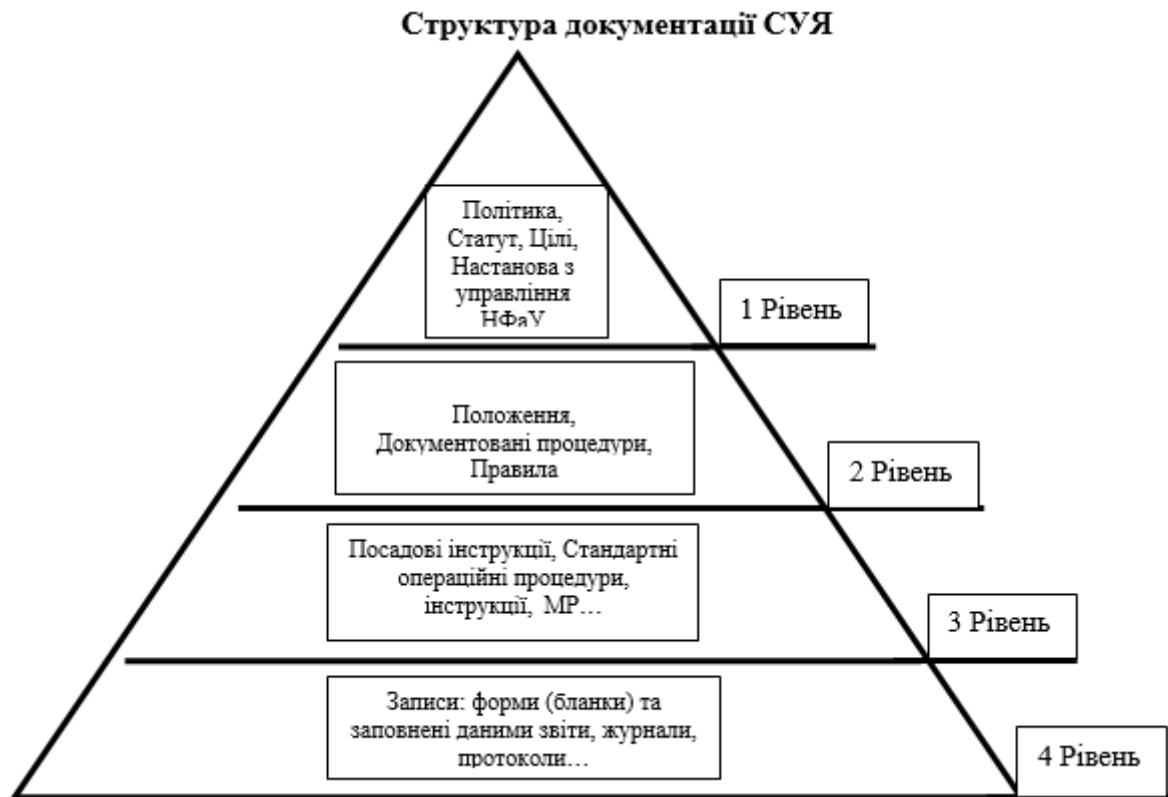 Структура документації СУЯ
Політика,
Статут, Цілі,
Настанова з
управління
НФаУ
1 Рівень
Положення,
Документовані процедури,
Правила
2 Рівень
Посадові інструкції, Стандартні
операційні процедури,
інструкції, МР...
3 Рівень
Записи: форми (бланки) та
заповнені даними звіти, журнали,
протоколи...
4 Рівень